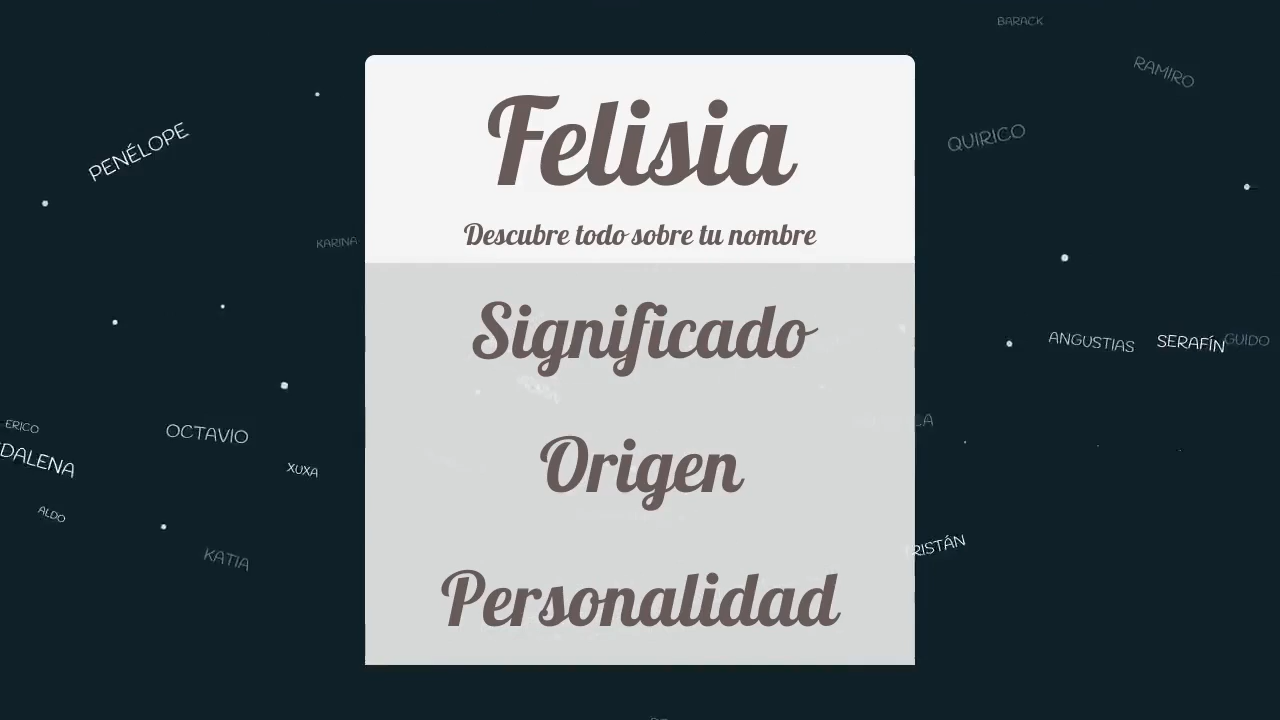 BARACK
RAMIRO
PENÉLOPE
QUIRICO
Felisia
Descubre todo sobre tu nombre
KARINA
Significado
ANGUSTIAS
SERAFÍN
GUIDO
ERICO
OCTAVIO
DALENA
XUXA
Origen
ALDO
RISTÁN
KATIA
Personalidad